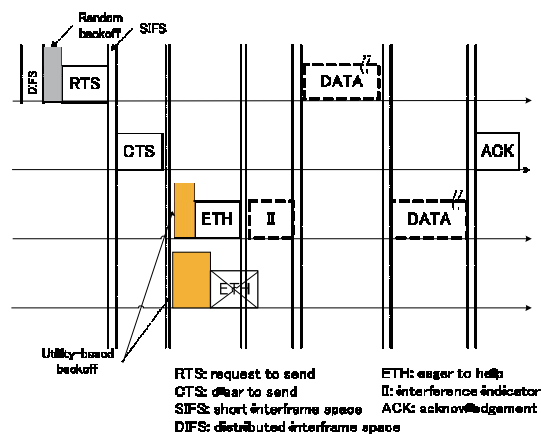 Random
backoff
SIFS
DIFS
RTS
DATA
CTS
ACK
ETH
II
DATA
ETH
Utility-based
backoff
RTS: request to send
CTS: clear to send
SIFS: short interframe space
DIFS: distributed interframe space
ETH: eager to help
II: interference indicator
ACK: acknowledgement